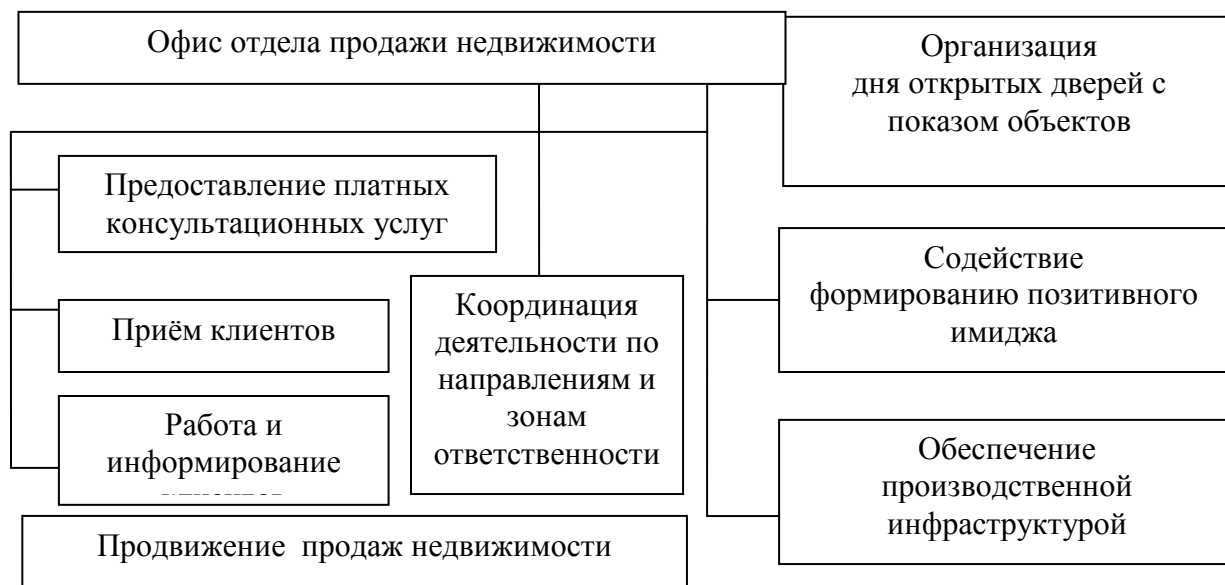 Офис отдела продажи недвижимости
Организация
дня открытых дверей с
показом объектов
Предоставление платных
консультационных услуг
Содействие
формированию позитивного
имиджа
Приём клиентов
Координация
деятельности по
направлениям и
зонам
ответственности
Работа и
информирование
Обеспечение
производственной
инфраструктурой
Продвижение продаж недвижимости